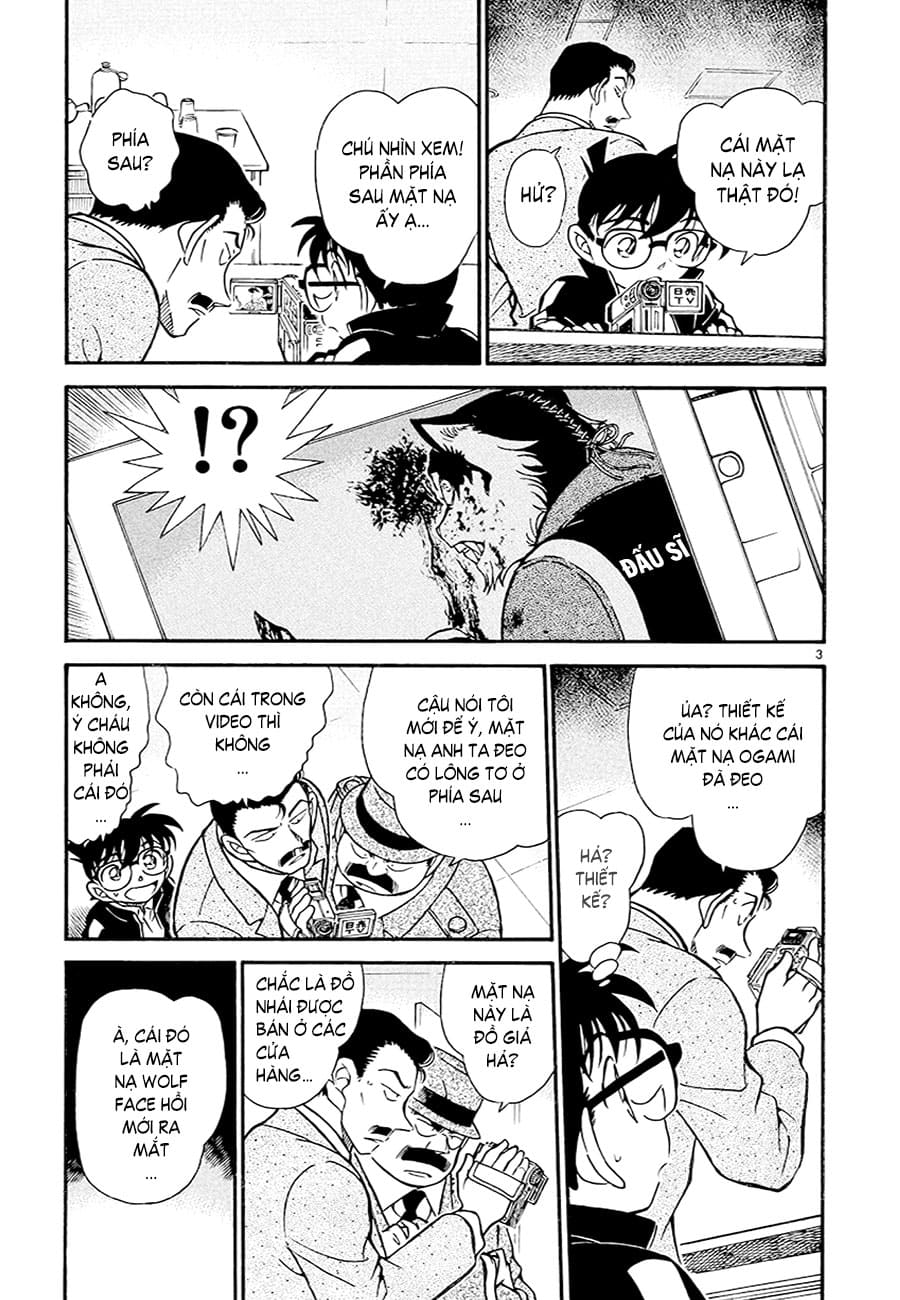 CÁI MẶT
NẠ NÀY LẠ
THẬT ĐÓ!
HỬ?
日売
TV
CHÚ NHÌN XEM!
PHẦN PHÍA
SAU MẶT NẠ
ẤY Ạ...
PHÍA
SAU?
!?
ĐẤU SĨ
3
ỦA? THIẾT KẾ
CỦA NÓ KHÁC CÁI
MẶT NẠ OGAMI
ĐÃ ĐEO
...
HẢ?
THIẾT
KẾ?
CẬU NÓI TÔI
MỚI ĐỂ Ý, MẶT
NẠ ANH TA ĐEO
CÓ LÔNG TƠ Ở
PHÍA SAU
...
CÒN CÁI TRONG
VIDEO THÌ
KHÔNG
...
A
KHÔNG,
Ý CHÁU
KHÔNG
PHẢI
CÁI ĐÓ
...
MẶT NẠ
NÀY LÀ
ĐỒ GIẢ
HẢ?
CHẮC LÀ ĐỒ
NHÁI ĐƯỢC
BÁN Ở CÁC
CỬA
HÀNG...
À, CÁI ĐÓ
LÀ MẶT
NẠ WOLF
FACE HỒI
MỚI RA
MẮT
...